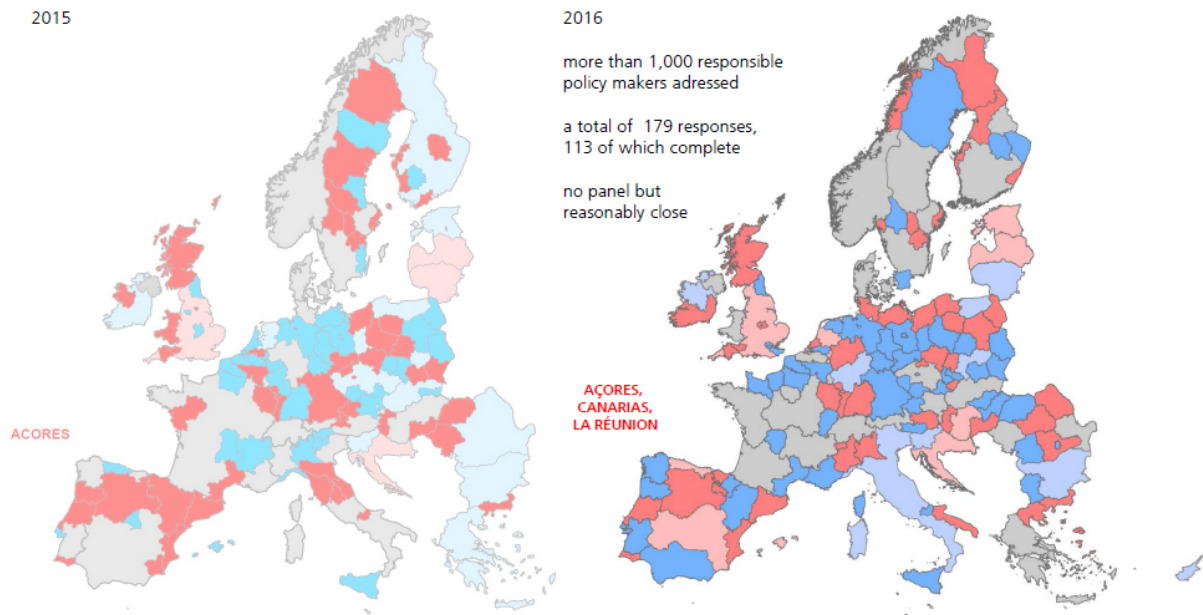 2015
2016
more than 1,000 responsible
policy makers adressed
a total of 179 responses,
113 of which complete
no panel but
reasonably close
ACORES
AÇORES,
CANARIAS,
LA RÉUNION